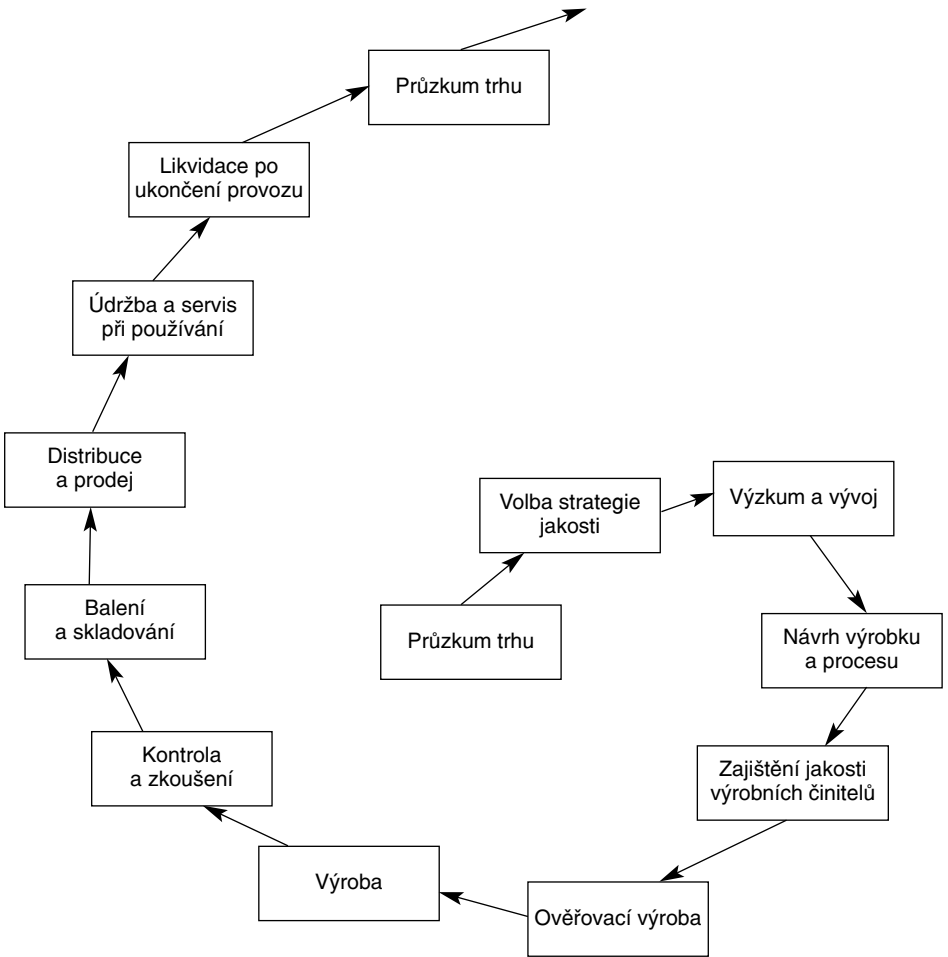 Průzkum trhu
Likvidace po
ukončení provozu
Údržba a servis
při používání
Distribuce
a prodej
Volba strategie
jakosti
Výzkum a vývoj
Balení
a skladování
Průzkum trhu
Návrh výrobku
a procesu
Kontrola
a zkoušení
Zajištění jakosti
výrobních činitelů
Výroba
Ověřovací výroba